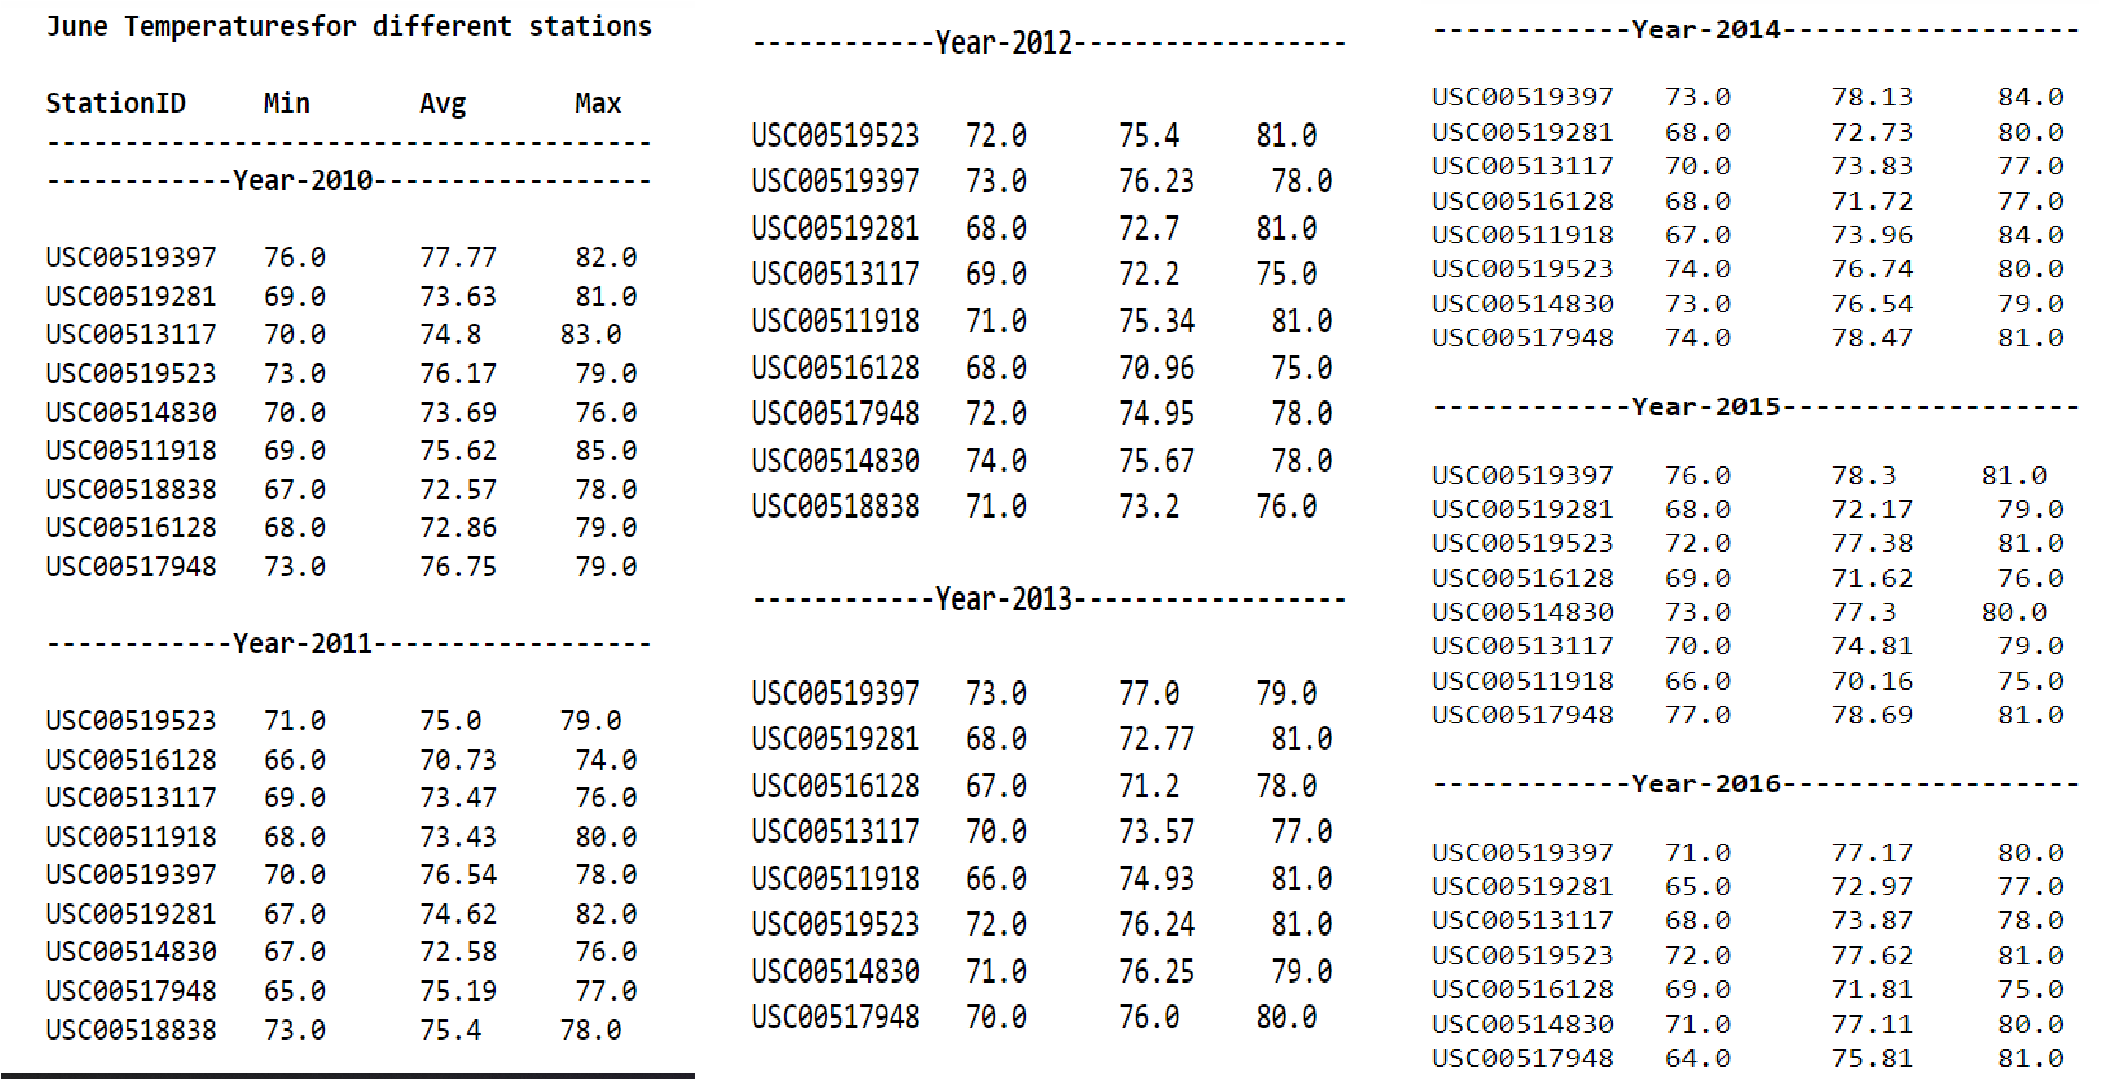 June Temperaturesfor different stations
StationID Min Avg Max
---------------------------------------
------------Year-2010------------------
USC00519397 76.0 77.77 82.0
USC00519281 69.0 73.63 81.0
USC00513117 70.0 74.8 83.0
USC00519523 73.0 76.17 79.0
USC00514830 70.0 73.69 76.0
USC00511918 69.0 75.62 85.0
USC00518838 67.0 72.57 78.0
USC00516128 68.0 72.86 79.0
USC00517948 73.0 76.75 79.0
------------Year-2011------------------
USC00519523 71.0 75.0 79.0
USC00516128 66.0 70.73 74.0
USC00513117 69.0 73.47 76.0
USC00511918 68.0 73.43 80.0
USC00519397 70.0 76.54 78.0
USC00519281 67.0 74.62 82.0
USC00514830 67.0 72.58 76.0
USC00517948 65.0 75.19 77.0
USC00518838 73.0 75.4 78.0
------------Year-2012------------------
USC00519523 72.0 75.4 81.0
USC00519397 73.0 76.23 78.0
USC00519281 68.0 72.7 81.0
USC00513117 69.0 72.2 75.0
USC00511918 71.0 75.34 81.0
USC00516128 68.0 70.96 75.0
USC00517948 72.0 74.95 78.0
USC00514830 74.0 75.67 78.0
USC00518838 71.0 73.2 76.0
------------Year-2013------------------
USC00519397 73.0 77.0 79.0
USC00519281 68.0 72.77 81.0
USC00516128 67.0 71.2 78.0
USC00513117 70.0 73.57 77.0
USC00511918 66.0 74.93 81.0
USC00519523 72.0 76.24 81.0
USC00514830 71.0 76.25 79.0
USC00517948 70.0 76.0 80.0
------------Year-2014------------------
USC00519397 73.0 78.13 84.0
USC00519281 68.0 72.73 80.0
USC00513117 70.0 73.83 77.0
USC00516128 68.0 71.72 77.0
USC00511918 67.0 73.96 84.0
USC00519523 74.0 76.74 80.0
USC00514830 73.0 76.54 79.0
USC00517948 74.0 78.47 81.0
------------Year-2015------------------
USC00519397 76.0 78.3 81.0
USC00519281 68.0 72.17 79.0
USC00519523 72.0 77.38 81.0
USC00516128 69.0 71.62 76.0
USC00514830 73.0 77.3 80.0
USC00513117 70.0 74.81 79.0
USC00511918 66.0 70.16 75.0
USC00517948 77.0 78.69 81.0
------------Year-2016------------------
USC00519397 71.0 77.17 80.0
USC00519281 65.0 72.97 77.0
USC00513117 68.0 73.87 78.0
USC00519523 72.0 77.62 81.0
USC00516128 69.0 71.81 75.0
USC00514830 71.0 77.11 80.0
USC00517948 64.0 75.81 81.0